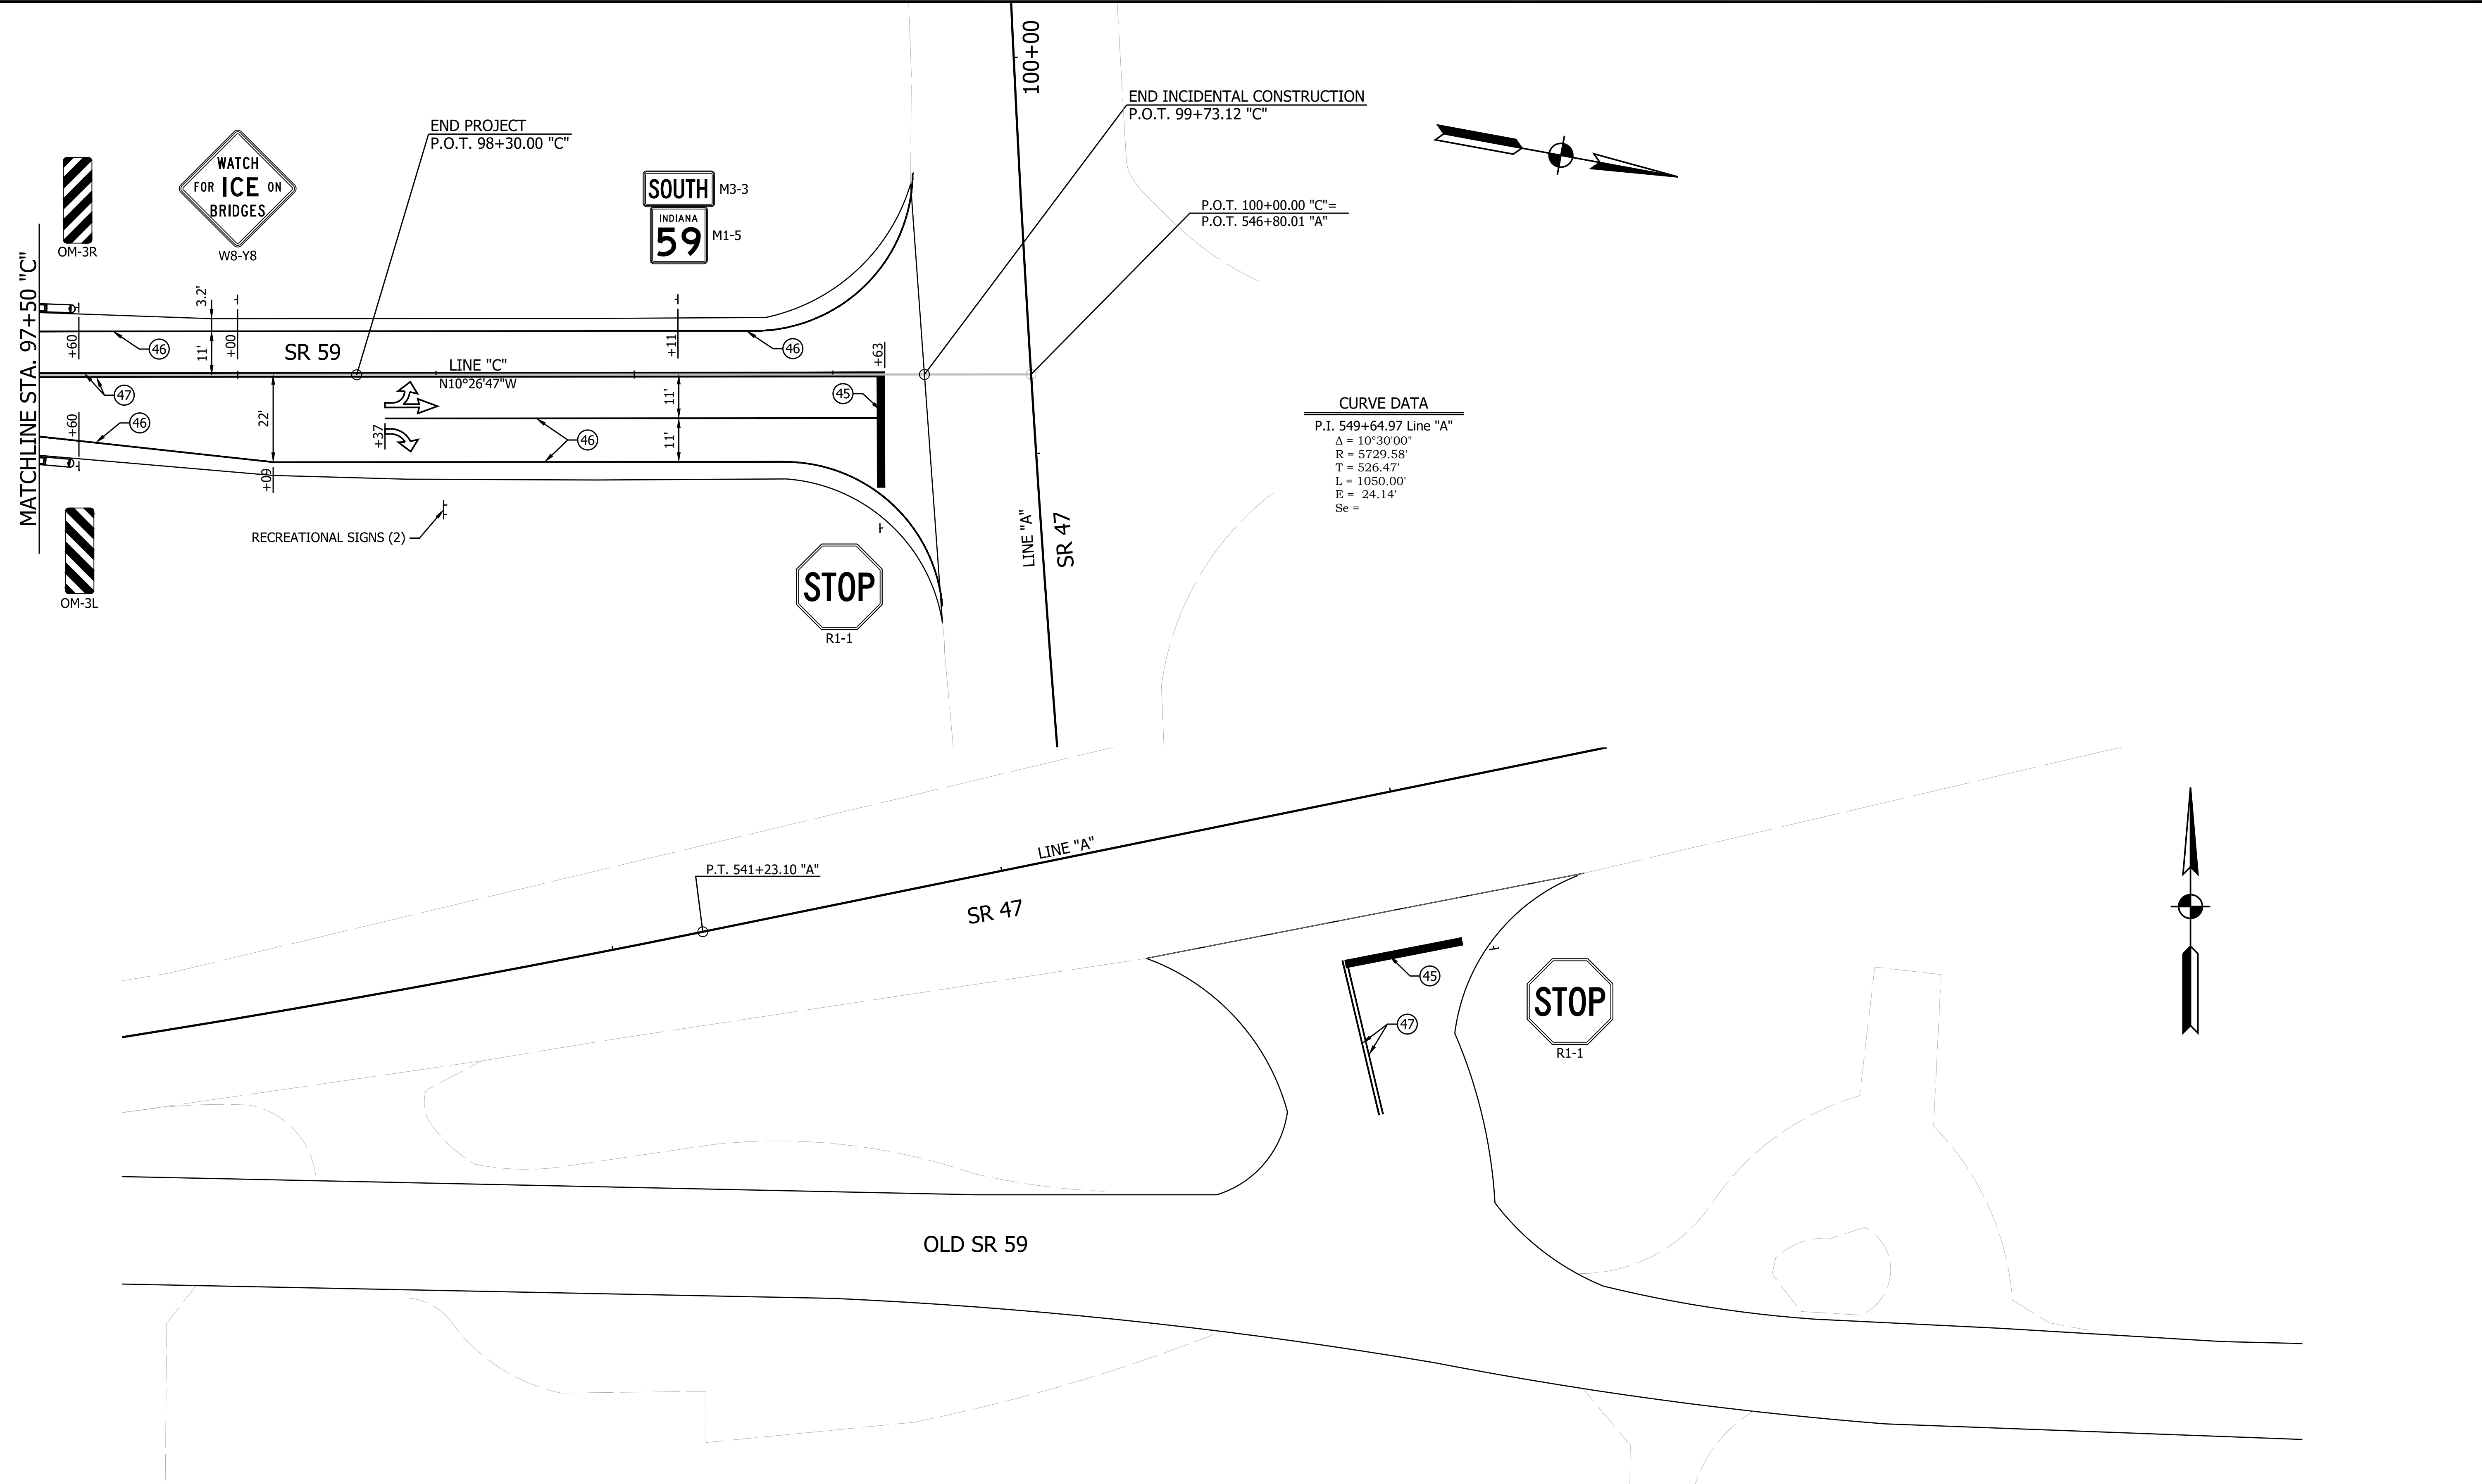 100+00
END INCIDENTAL CONSTRUCTION
P.O.T. 99+73.12 "C"
END PROJECT
P.O.T. 98+30.00 "C"
WATCH
FOR ICE ON
BRIDGES
W8-Y8
OM-3R
SOUTH M3-3
INDIANA
59 M1-5
P.O.T. 100+00.00 "C"=
P.O.T. 546+80.01 "A"
MATCHLINE STA. 97+50 "C"
+60
46
3.2'
11'
+00
SR 59
+11
46
+63
LINE "C"
N10°26'47"W
47
+60
46
22'
+37
11'
11'
46
45
+09
RECREATIONAL SIGNS (2)
OM-3L
STOP
R1-1
LINE "A"
SR 47
CURVE DATA
P.I. 549+64.97 Line "A"
Δ = 10°30'00"
R = 5729.58'
T = 526.47'
L = 1050.00'
E = 24.14'
Se =
P.T. 541+23.10 "A"
LINE "A"
SR 47
45
47
STOP
R1-1
OLD SR 59